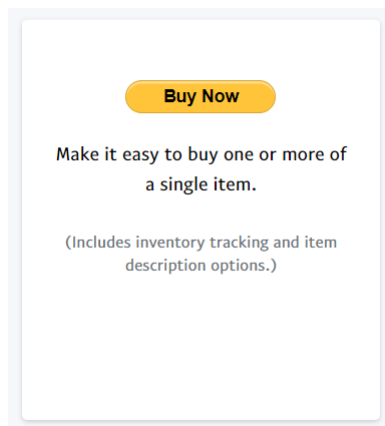 Buy Now
Make it easy to buy one or more of
a single item.
(Includes inventory tracking and item
description options.)